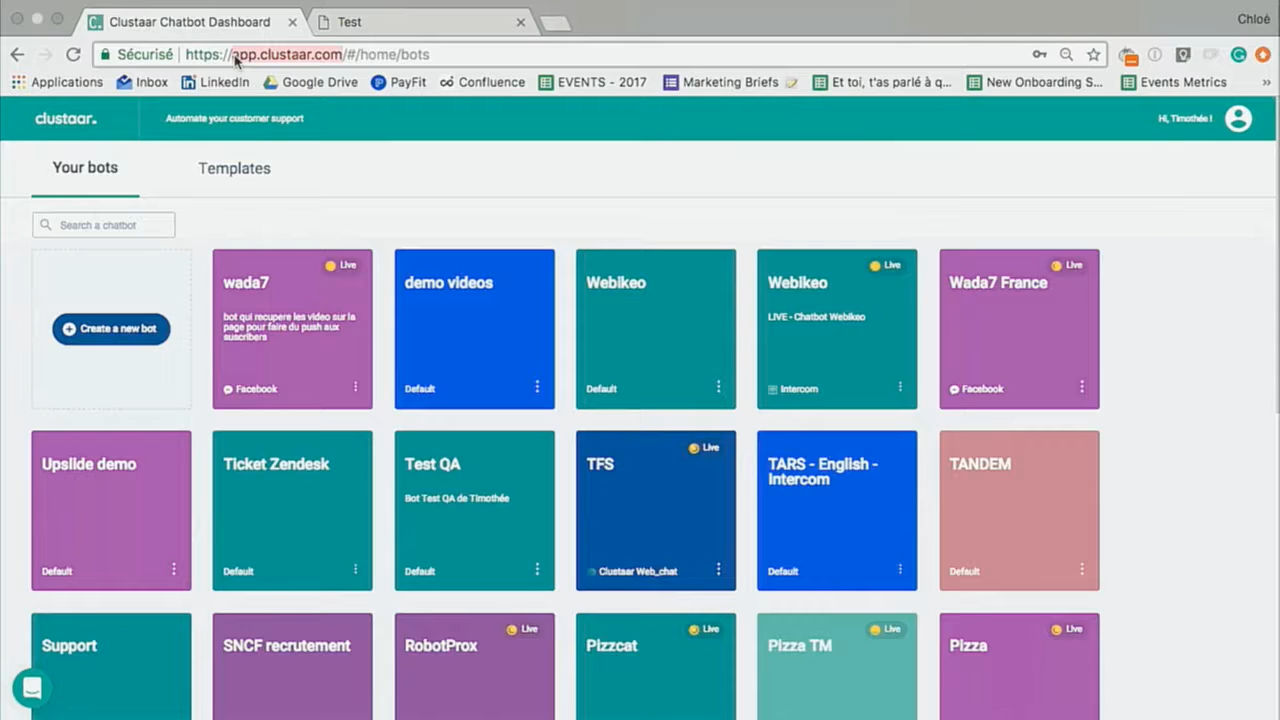 Clustaar Chatbot Dashboard
Test
Chloé
Sécurisé
https://app.clustaar.com/#/home/bots
Applications
Inbox
LinkedIn
Google Drive
PayFit
Confluence
EVENTS - 2017
Marketing Briefs
Et toi, t'as parlé à q...
New Onboarding S...
Events Metrics
»
clustaar.
Automate your customer support
Hi, Timothée !
Your bots
Templates
Search a chatbot
Create a new bot
Live
wada7
bot qui recupere les video sur la
page pour faire du push aux
suscribers
Facebook
demo videos
Default
Webikeo
Default
Live
Webikeo
LIVE - Chatbot Webikeo
Intercom
Live
Wada7 France
Facebook
Upslide demo
Default
Ticket Zendesk
Default
Test QA
Bot Test QA de Timothée
Default
Live
TFS
Clustaar Web_chat
TARS - English -
Intercom
Default
TANDEM
Default
Support
SNCF recrutement
Live
RobotProx
Live
Pizzcat
Live
Pizza TM
Live
Pizza